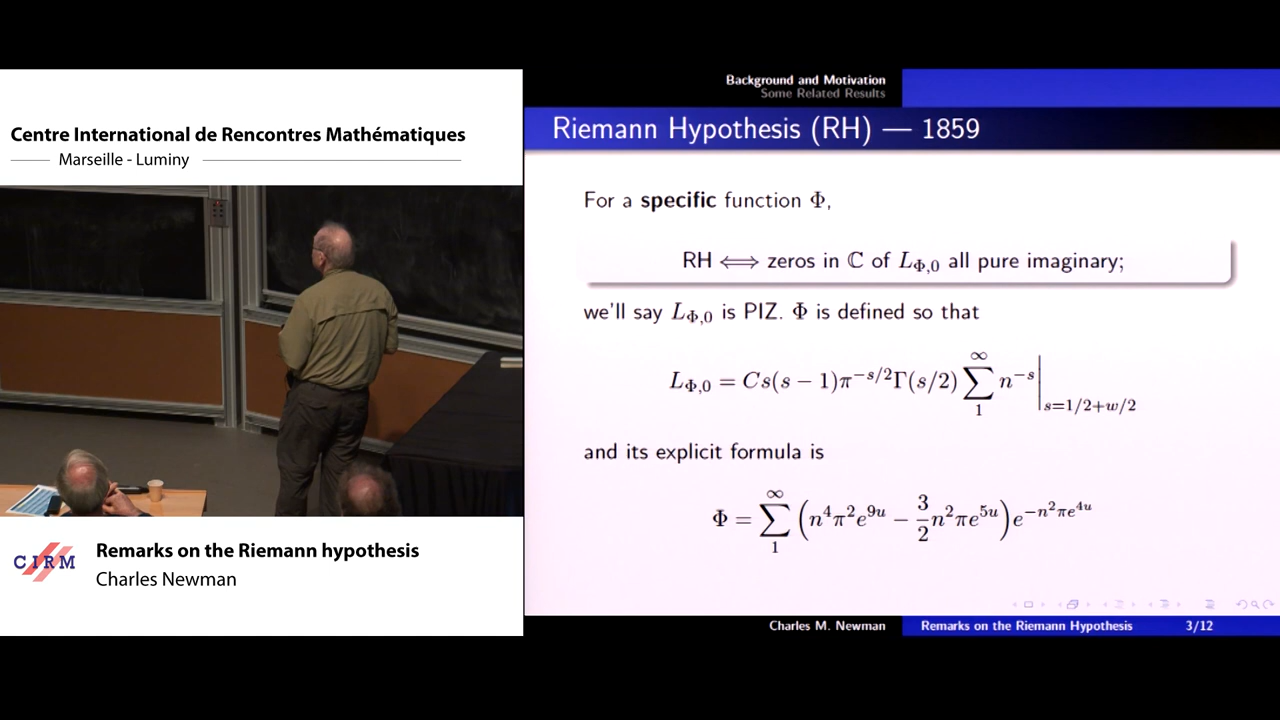 Centre International de Rencontres Mathématiques
Marseille - Luminy
CIRM
Remarks on the Riemann hypothesis
Charles Newman
Background and Motivation
Some Related Results
Riemann Hypothesis (RH) — 1859
For a specific function Φ,
RH ⟺ zeros in ℂ of L_{Φ,0} all pure imaginary;
we'll say L_{Φ,0} is PIZ. Φ is defined so that
L_{Φ,0} = Cs(s − 1)π^{−s/2}Γ(s/2) ∑_{1}^{∞} n^{−s}|_{s=1/2+w/2}
and its explicit formula is
Φ = ∑_{1}^{∞} (n^4π^2e^{9u} − \frac{3}{2}n^2πe^{5u})e^{−n^2πe^{4u}}
Charles M. Newman
Remarks on the Riemann Hypothesis
3/12